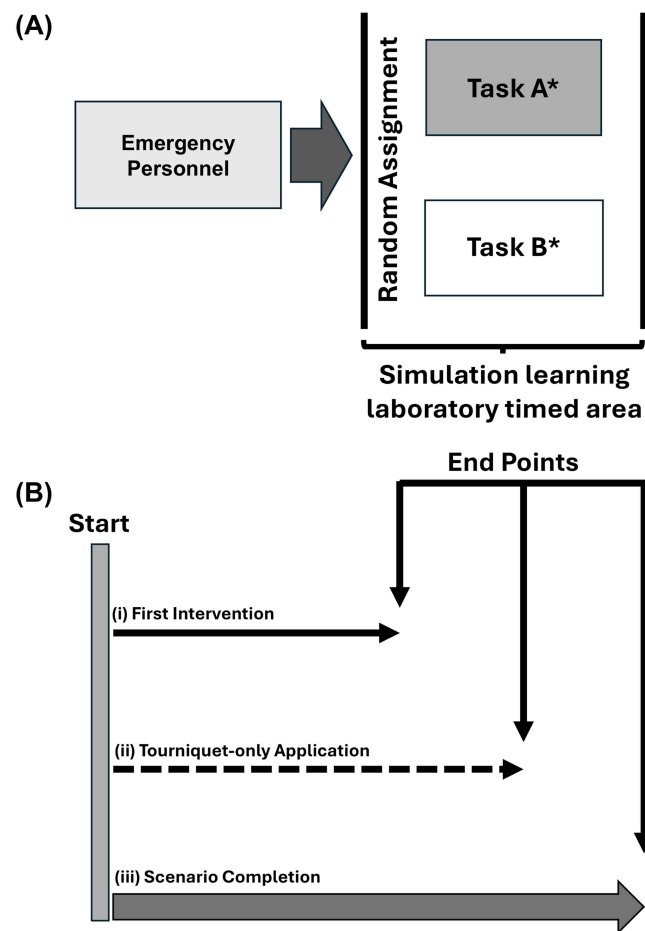 (A)
Emergency
Personnel
Random Assignment
Task A*
Task B*
Simulation learning
laboratory timed area
(B)
End Points
Start
(i) First Intervention
(ii) Tourniquet-only Application
(iii) Scenario Completion